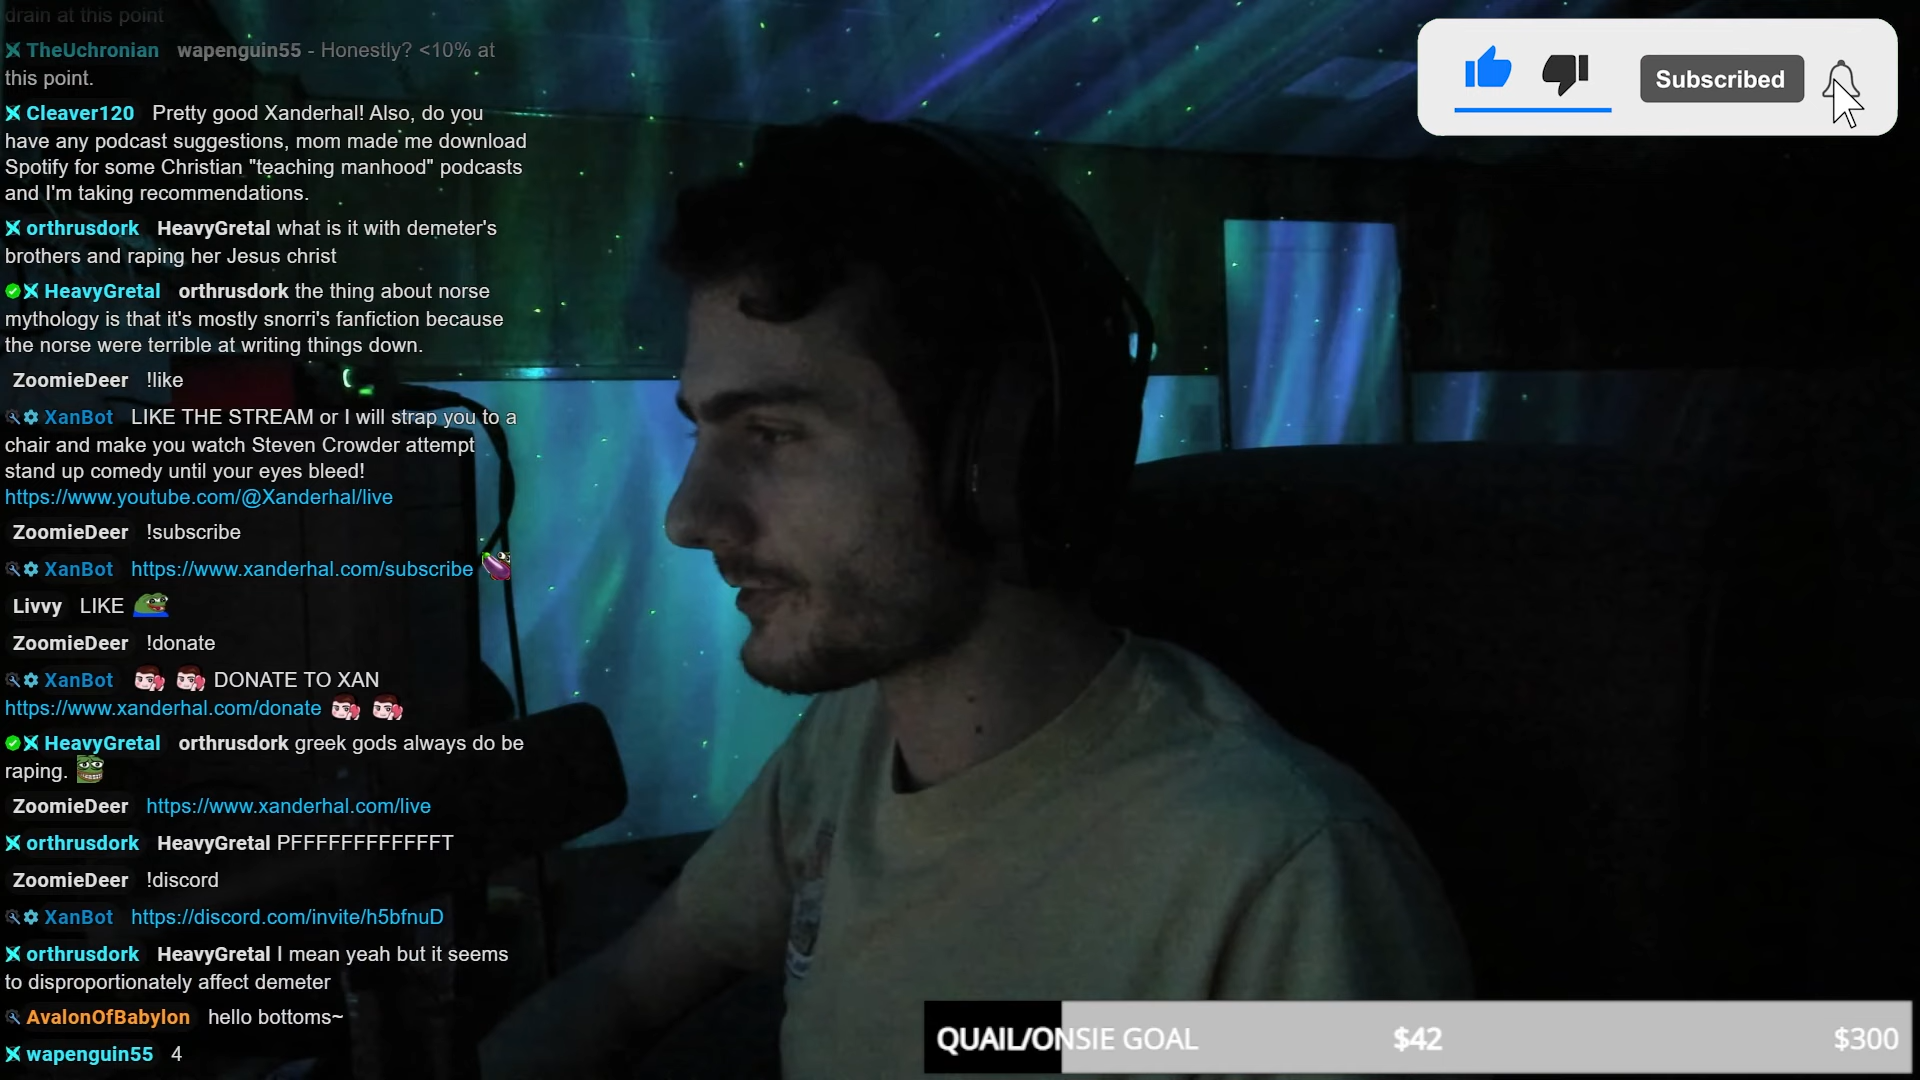 drain at this point
TheUchronian wapenguin55 - Honestly? <10% at
this point.
Cleaver120 Pretty good Xanderhal! Also, do you
have any podcast suggestions, mom made me download
Spotify for some Christian "teaching manhood" podcasts
and I'm taking recommendations.
orthrusdork HeavyGretal what is it with demeter's
brothers and raping her Jesus christ
HeavyGretal orthrusdork the thing about norse
mythology is that it's mostly snorri's fanfiction because
the norse were terrible at writing things down.
ZoomieDeer !like
XanBot LIKE THE STREAM or I will strap you to a
chair and make you watch Steven Crowder attempt
stand up comedy until your eyes bleed!
https://www.youtube.com/@Xanderhal/live
ZoomieDeer !subscribe
XanBot https://www.xanderhal.com/subscribe
Livvy LIKE
ZoomieDeer !donate
XanBot DONATE TO XAN
https://www.xanderhal.com/donate
HeavyGretal orthrusdork greek gods always do be
raping.
ZoomieDeer https://www.xanderhal.com/live
orthrusdork HeavyGretal PFFFFFFFFFFFFT
ZoomieDeer !discord
XanBot https://discord.com/invite/h5bfnuD
orthrusdork HeavyGretal I mean yeah but it seems
to disproportionately affect demeter
AvalonOfBabylon hello bottoms~
wapenguin55 4
Subscribed
QUAIL/ONSIE GOAL $42 $300